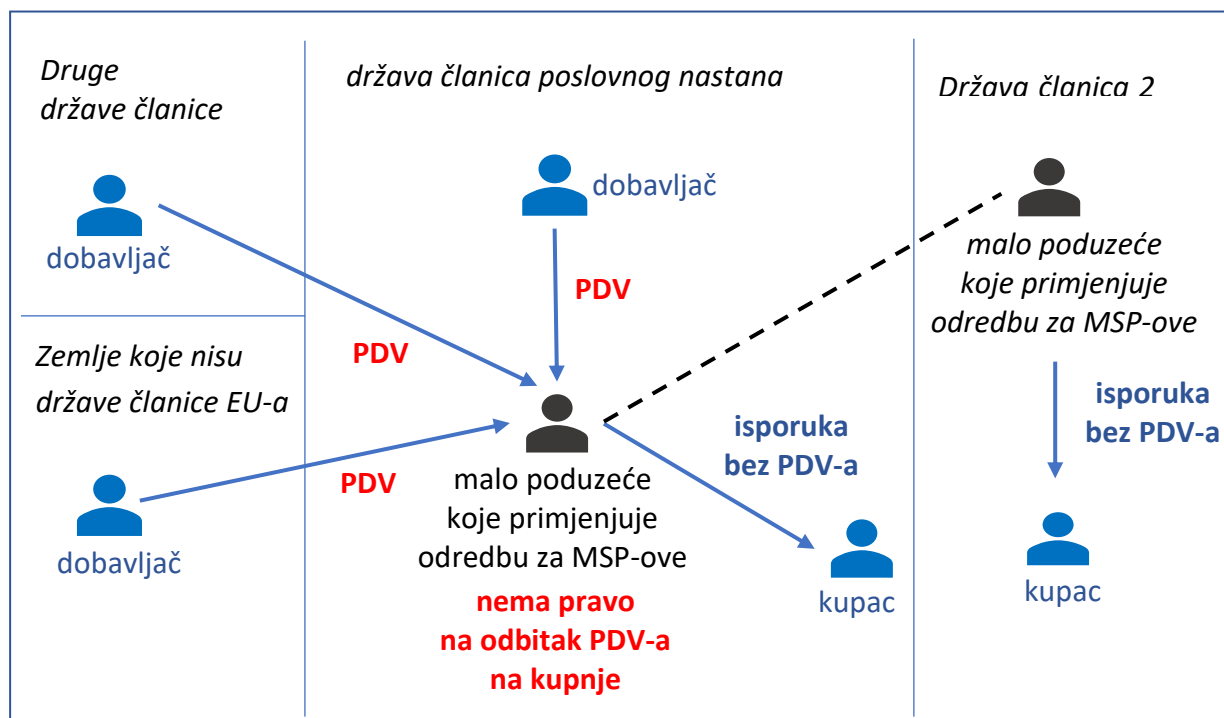 Druge
države članice
dobavljač
Zemlje koje nisu
države članice EU-a
dobavljač
država članica poslovnog nastana
dobavljač
PDV
PDV
PDV
malo poduzeće
koje primjenjuje
odredbu za MSP-ove
nema pravo
na odbitak PDV-a
na kupnje
isporuka
bez PDV-a
kupac
Država članica 2
malo poduzeće
koje primjenjuje
odredbu za MSP-ove
isporuka
bez PDV-a
kupac